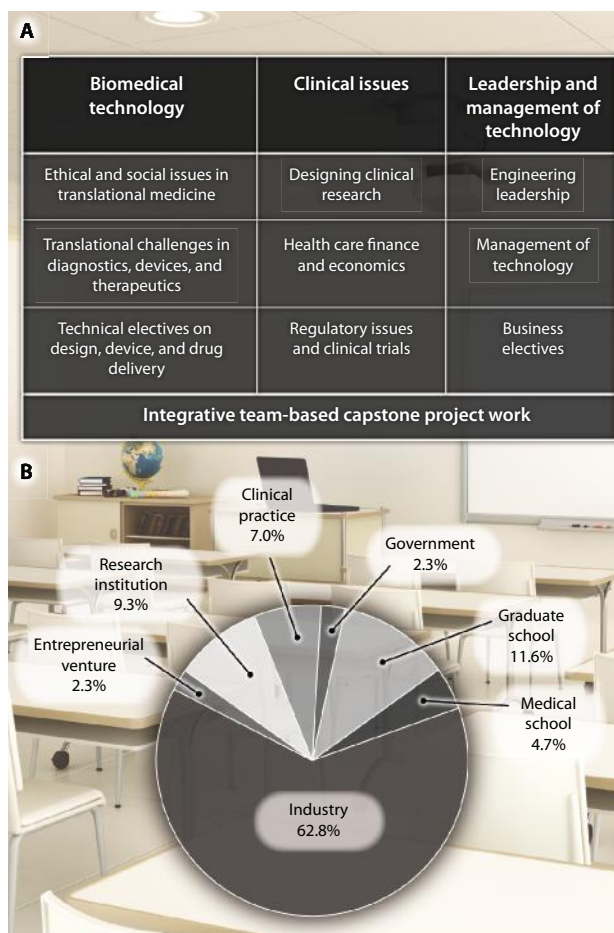 A
Biomedical
technology
Clinical issues
Leadership and
management of
technology
Ethical and social issues in
translational medicine
Designing clinical
research
Engineering
leadership
Translational challenges in
diagnostics, devices, and
therapeutics
Health care finance
and economics
Management of
technology
Technical electives on
design, device, and drug
delivery
Regulatory issues
and clinical trials
Business
electives
Integrative team-based capstone project work
B
Clinical
practice
7.0%
Government
2.3%
Research
institution
9.3%
Graduate
school
11.6%
Entrepreneurial
venture
2.3%
Medical
school
4.7%
Industry
62.8%